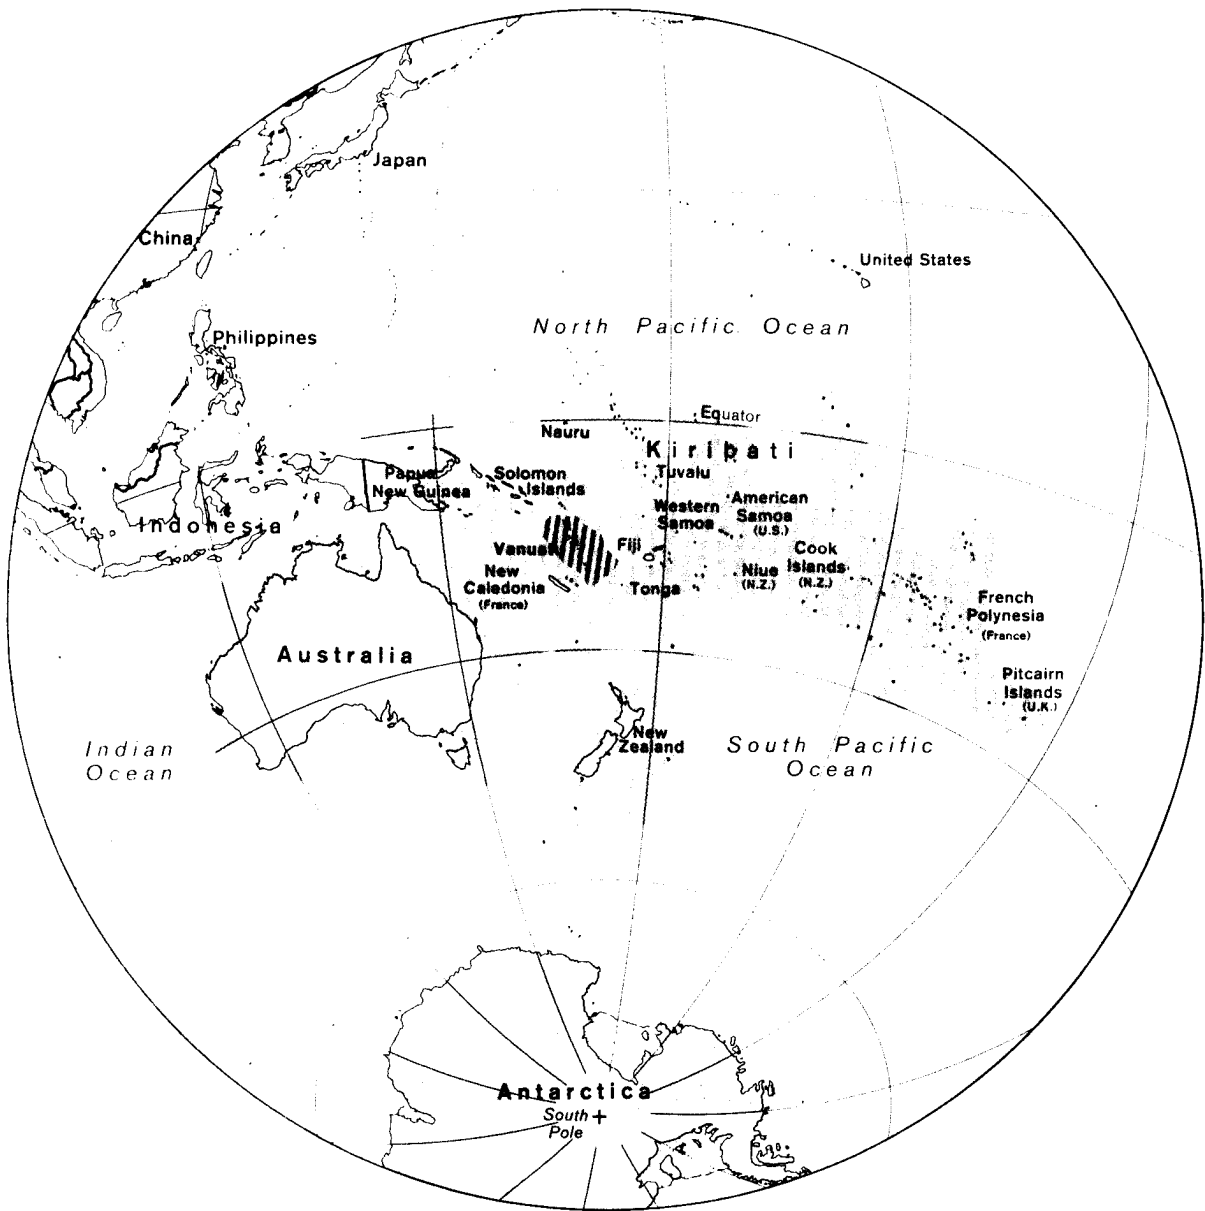 Japan
China
United States
North Pacific Ocean
Philippines
Equator
Nauru
Kiribati
Papua
New Guinea
Solomon
Islands
Tuvalu
Western
Samoa
American
Samoa
(U.S.)
Indonesia
Fiji
Cook
Islands
(N.Z.)
Niue
(N.Z.)
New
Caledonia
(France)
Tonga
French
Polynesia
(France)
Australia
Pitcairn
Islands
(U.K.)
New
Zealand
Indian
Ocean
South Pacific
Ocean
Antarctica
South
Pole